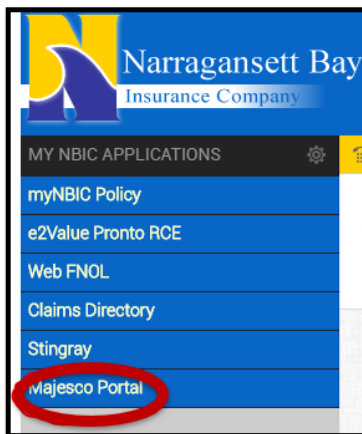 Narragansett Bay
Insurance Company
MY NBIC APPLICATIONS
myNBIC Policy
e2Value Pronto RCE
Web FNOL
Claims Directory
Stingray
Majesco Portal